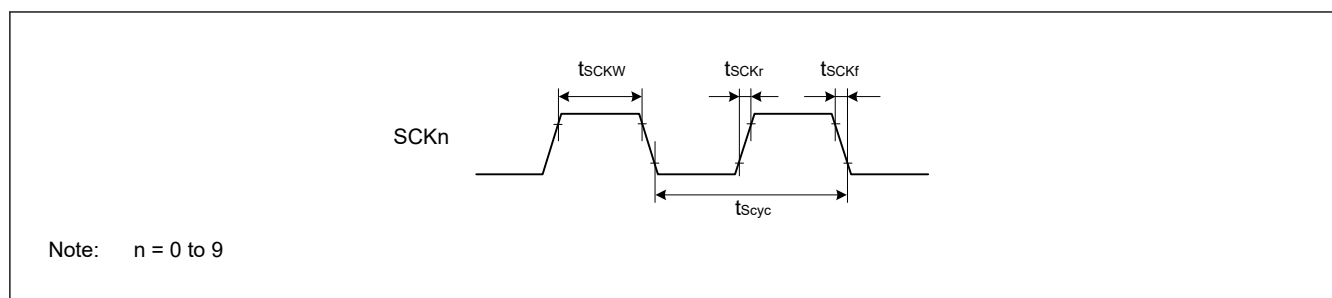 tSCKW tSCKr tSCKf
SCKn
tScyc
Note: n = 0 to 9